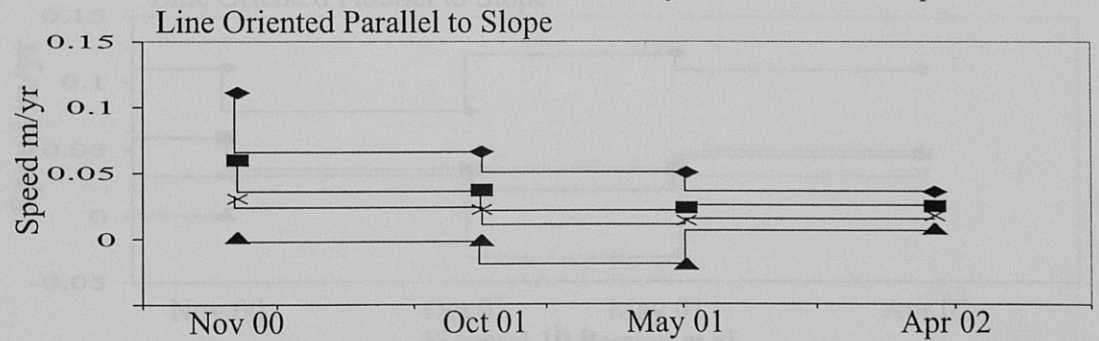 Line Oriented Parallel to Slope
0.15
0.1
0.05
0
Speed m/yr
Nov 00
Oct 01
May 01
Apr 02